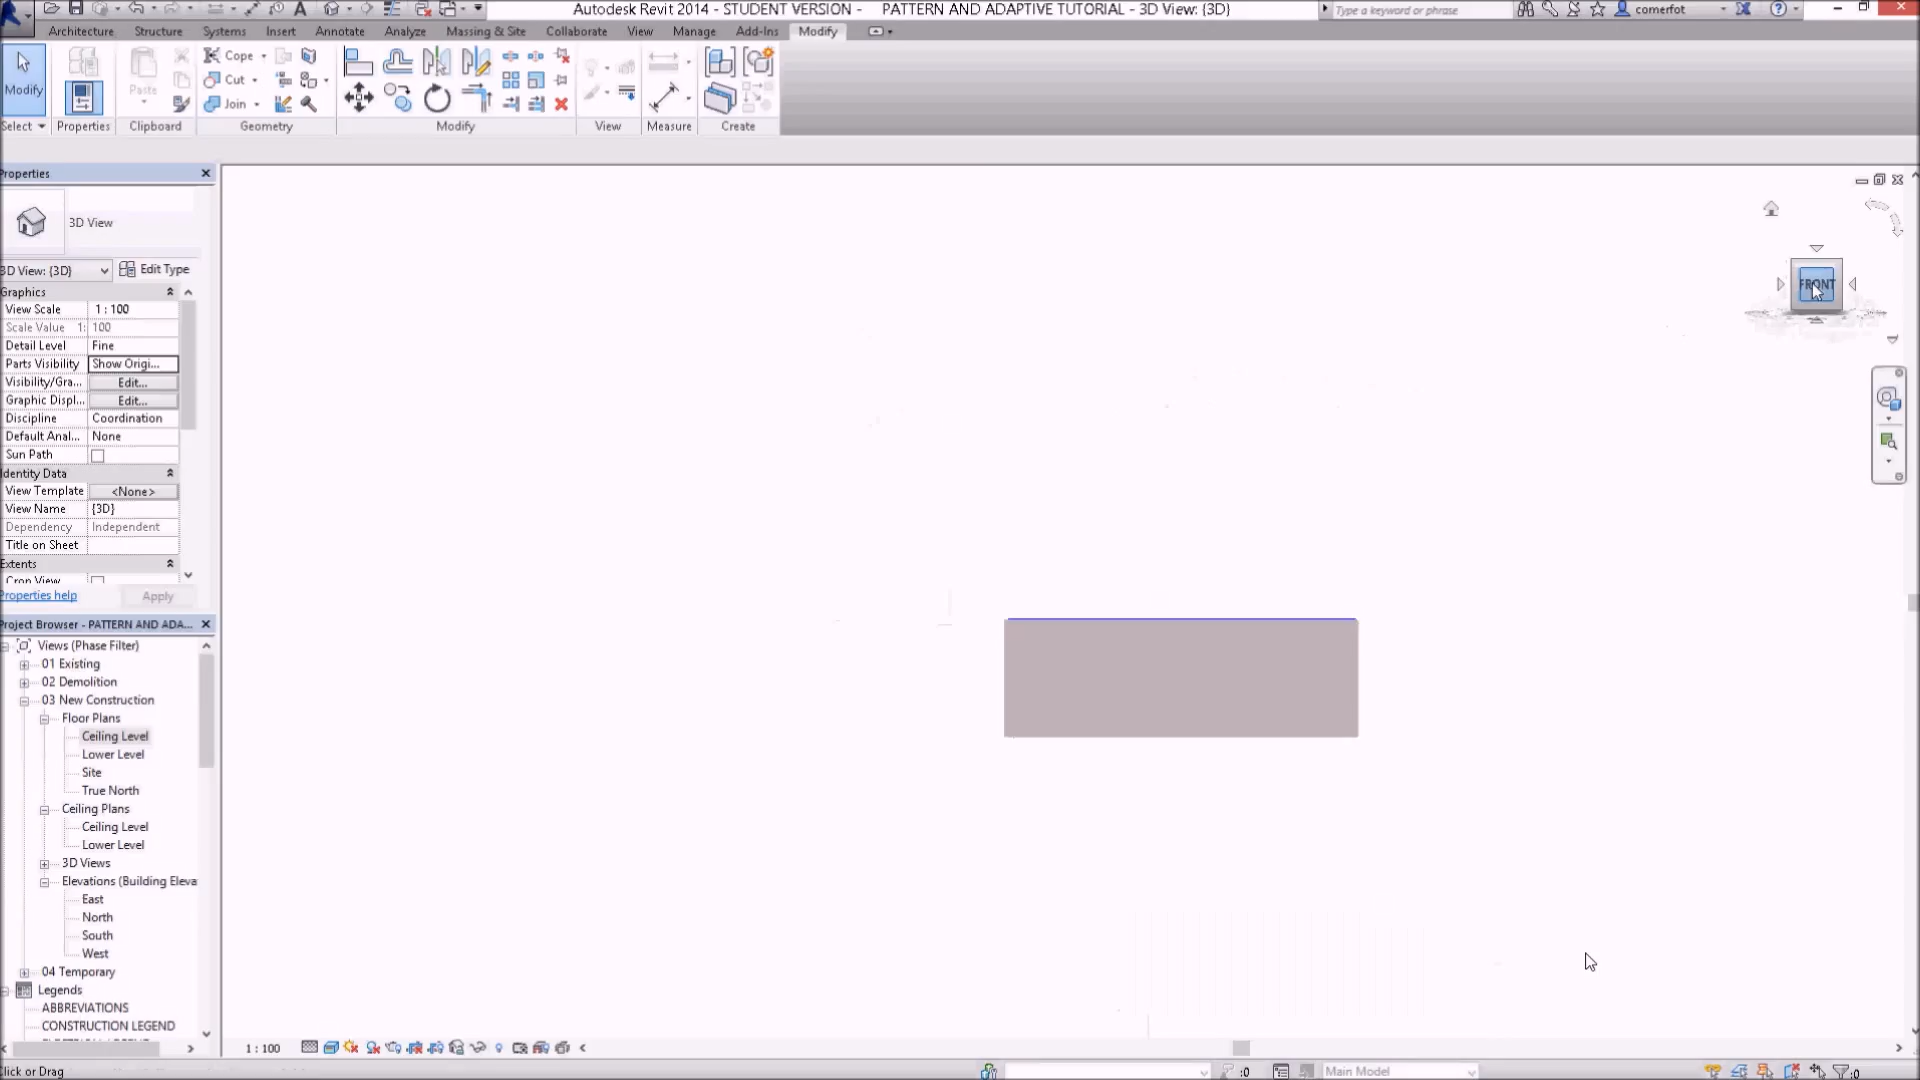 Autodesk Revit 2014 - STUDENT VERSION - PATTERN AND ADAPTIVE TUTORIAL - 3D View: {3D}
Type a keyword or phrase
comerfot
Architecture Structure Systems Insert Annotate Analyze Massing & Site Collaborate View Manage Add-Ins Modify
Modify
Paste
Cope
Cut
Join
Select Properties Clipboard Geometry Modify View Measure Create
Properties
3D View
3D View: {3D} Edit Type
Graphics
View Scale 1 : 100
Scale Value 1: 100
Detail Level Fine
Parts Visibility Show Origi...
Visibility/Gra... Edit...
Graphic Displ... Edit...
Discipline Coordination
Default Anal... None
Sun Path
Identity Data
View Template <None>
View Name {3D}
Dependency Independent
Title on Sheet
Extents
Crop View
Properties help Apply
Project Browser - PATTERN AND ADA...
Views (Phase Filter)
01 Existing
02 Demolition
03 New Construction
Floor Plans
Ceiling Level
Lower Level
Site
True North
Ceiling Plans
Ceiling Level
Lower Level
3D Views
Elevations (Building Eleva
East
North
South
West
04 Temporary
Legends
ABBREVIATIONS
CONSTRUCTION LEGEND
FRONT
1 : 100
Click or Drag
:0
Main Model
:0